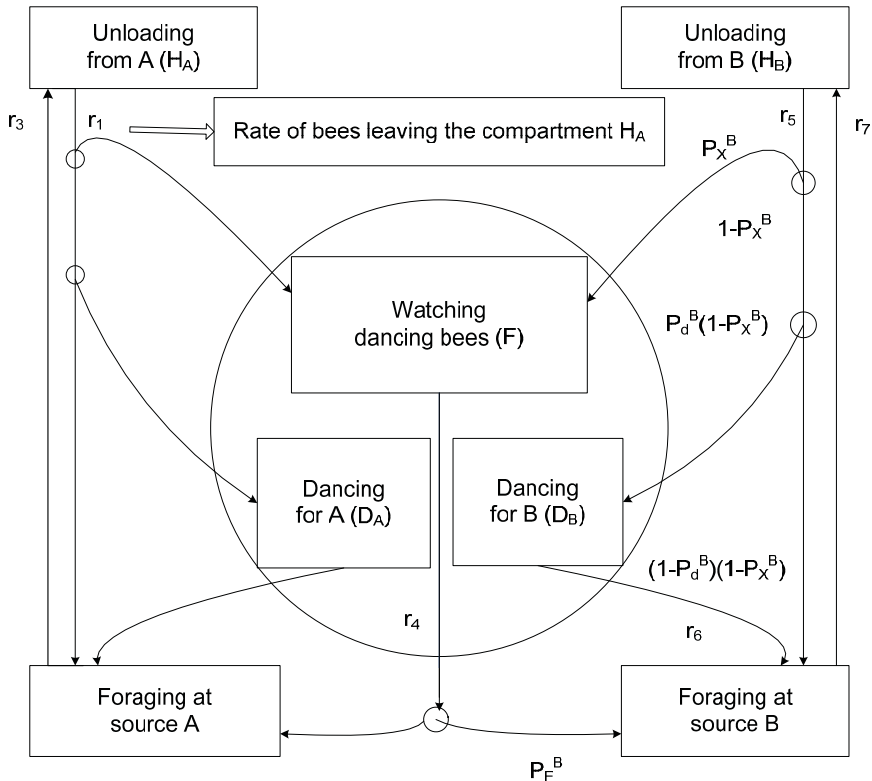 Unloading
from A (H_A)
Unloading
from B (H_B)
r_3
r_1
Rate of bees leaving the compartment H_A
r_5
r_7
P_X^B
1-P_X^B
Watching
dancing bees (F)
P_d^B(1-P_X^B)
Dancing
for A (D_A)
Dancing
for B (D_B)
(1-P_d^B)(1-P_X^B)
r_4
r_6
Foraging at
source A
Foraging at
source B
P_F^B